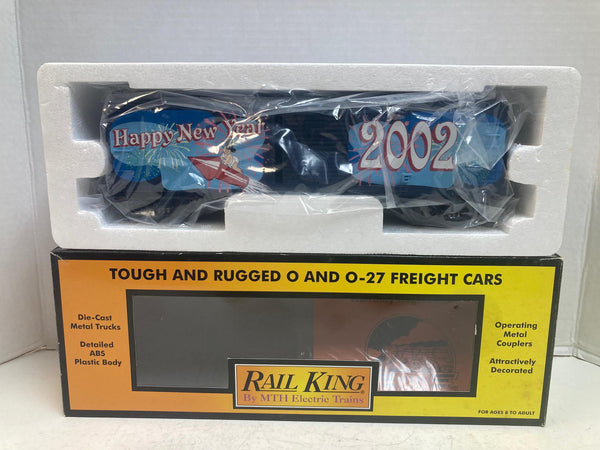 Happy New Year
2002
TOUGH AND RUGGED O AND O-27 FREIGHT CARS
Die-Cast
Metal Trucks
Detailed
ABS
Plastic Body
Operating
Metal
Couplers
Attractively
Decorated
RAIL KING
By MTH Electric Trains
FOR AGES 8 TO ADULT